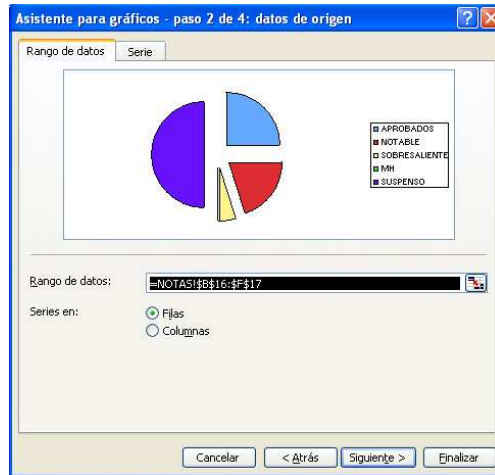 Asistente para gráficos - paso 2 de 4: datos de origen
Rango de datos
Serie
APROBADOS
NOTABLE
SOBRESALIENTE
MH
SUSPENSO
Rango de datos:
=NOTAS!$B$16:$F$17
Series en:
Filas
Columnas
Cancelar
< Atrás
Siguiente >
Finalizar